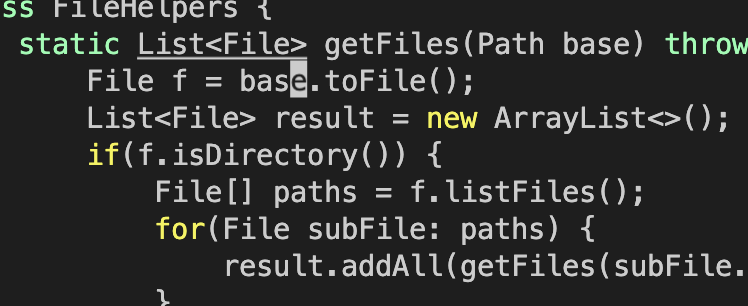 ss FileHelpers {
static List<File> getFiles(Path base) throw
File f = base.toFile();
List<File> result = new ArrayList<>();
if(f.isDirectory()) {
File[] paths = f.listFiles();
for(File subFile: paths) {
result.addAll(getFiles(subFile.
}